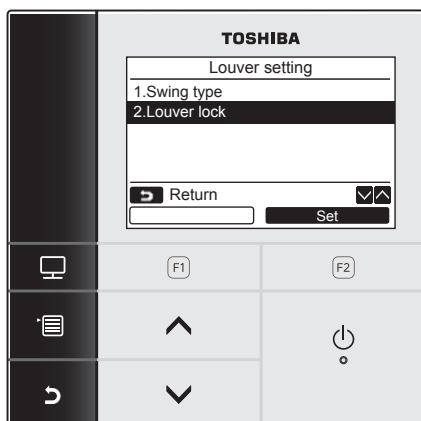 TOSHIBA
Louver setting
1.Swing type
2.Louver lock
Return
Set
F1
F2